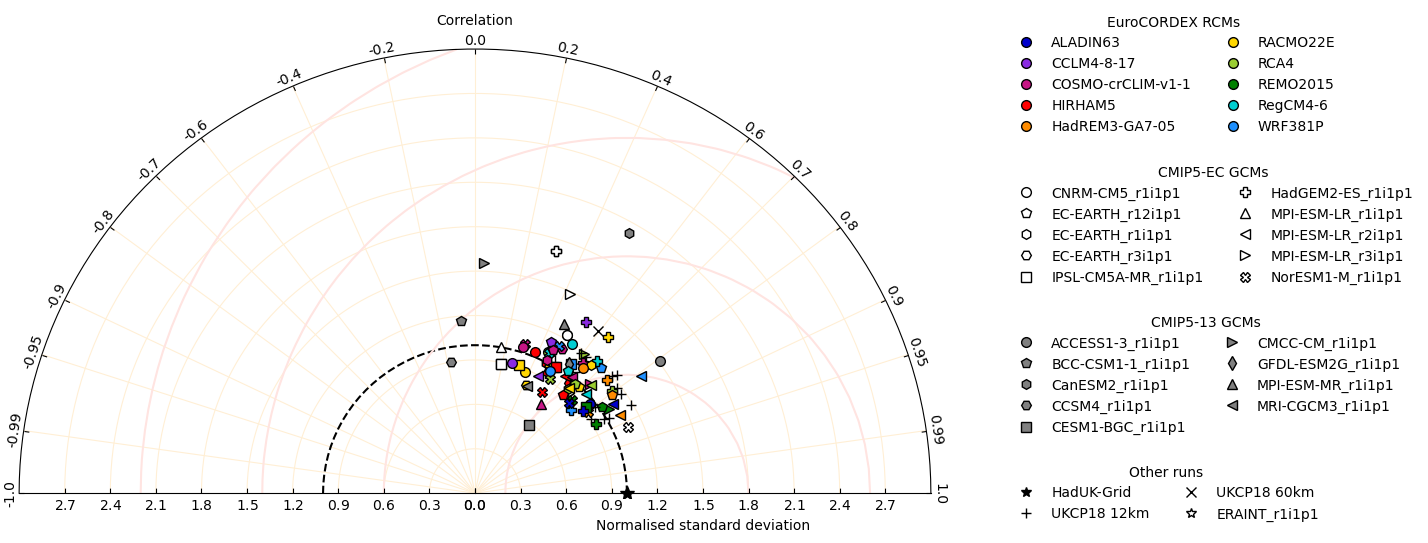 Correlation
-1.0
-0.99
-0.95
-0.9
-0.8
-0.7
-0.6
-0.4
-0.2
0.0
0.2
0.4
0.6
0.7
0.8
0.9
0.95
0.99
1.0
2.7 2.4 2.1 1.8 1.5 1.2 0.9 0.6 0.3 0.0 0.3 0.6 0.9 1.2 1.5 1.8 2.1 2.4 2.7
Normalised standard deviation
EuroCORDEX RCMs
ALADIN63 RACMO22E
CCLM4-8-17 RCA4
COSMO-crCLIM-v1-1 REMO2015
HIRHAM5 RegCM4-6
HadREM3-GA7-05 WRF381P
CMIP5-EC GCMs
CNRM-CM5_r1i1p1 HadGEM2-ES_r1i1p1
EC-EARTH_r12i1p1 MPI-ESM-LR_r1i1p1
EC-EARTH_r1i1p1 MPI-ESM-LR_r2i1p1
EC-EARTH_r3i1p1 MPI-ESM-LR_r3i1p1
IPSL-CM5A-MR_r1i1p1 NorESM1-M_r1i1p1
CMIP5-13 GCMs
ACCESS1-3_r1i1p1 CMCC-CM_r1i1p1
BCC-CSM1-1_r1i1p1 GFDL-ESM2G_r1i1p1
CanESM2_r1i1p1 MPI-ESM-MR_r1i1p1
CCSM4_r1i1p1 MRI-CGCM3_r1i1p1
CESM1-BGC_r1i1p1
Other runs
HadUK-Grid UKCP18 60km
UKCP18 12km ERAINT_r1i1p1